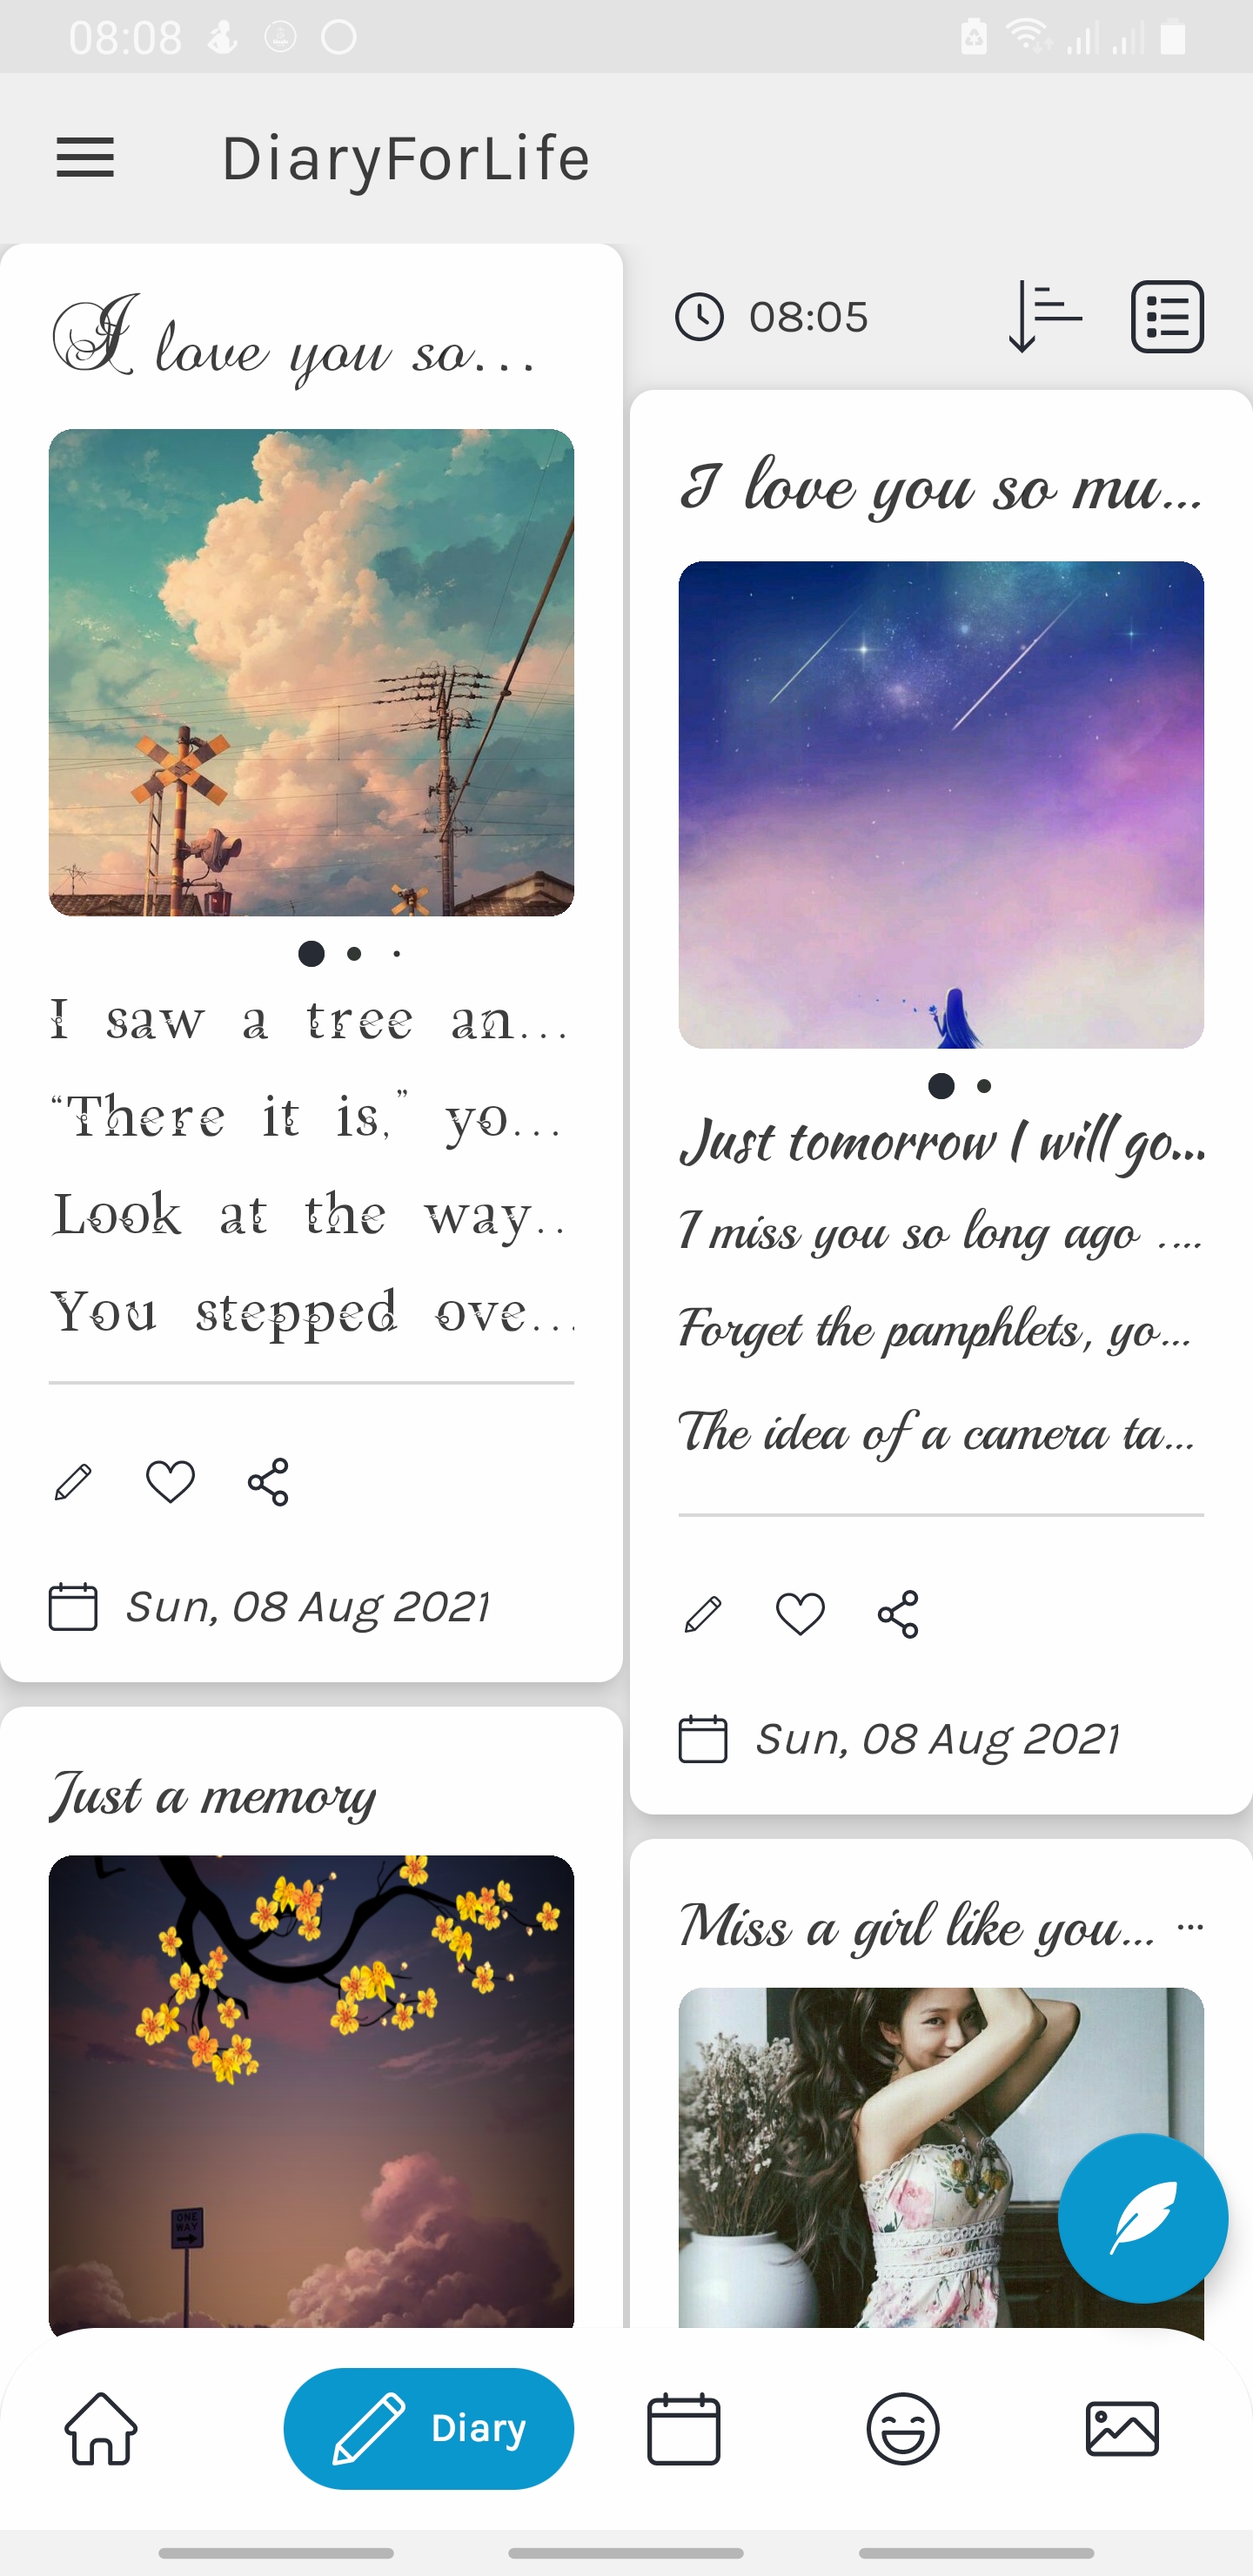 08:08
DiaryForLife
I love you so...
I saw a tree an...
“There it is,” yo...
Look at the way..
You stepped ove...
Sun, 08 Aug 2021
Just a memory
ONE
WAY
08:05
I love you so mu...
Just tomorrow I will go...
I miss you so long ago ....
Forget the pamphlets, yo...
The idea of a camera ta...
Sun, 08 Aug 2021
Miss a girl like you... ...
Diary